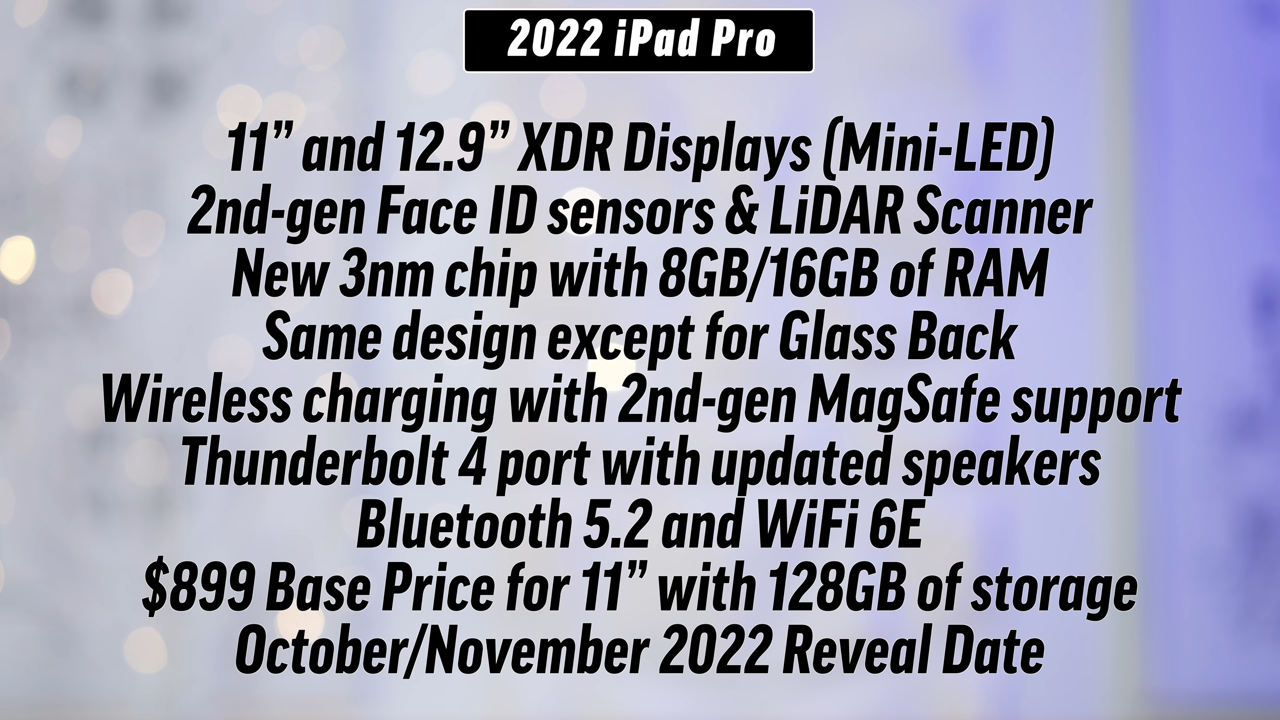 2022 iPad Pro
11” and 12.9” XDR Displays (Mini-LED)
2nd-gen Face ID sensors & LiDAR Scanner
New 3nm chip with 8GB/16GB of RAM
Same design except for Glass Back
Wireless charging with 2nd-gen MagSafe support
Thunderbolt 4 port with updated speakers
Bluetooth 5.2 and WiFi 6E
$899 Base Price for 11” with 128GB of storage
October/November 2022 Reveal Date